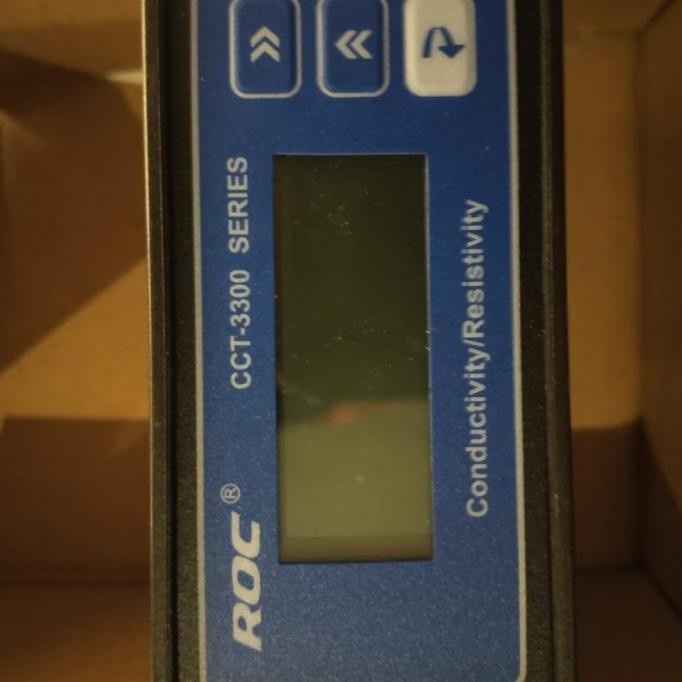 ROC® CCT-3300 SERIES
Conductivity/Resistivity